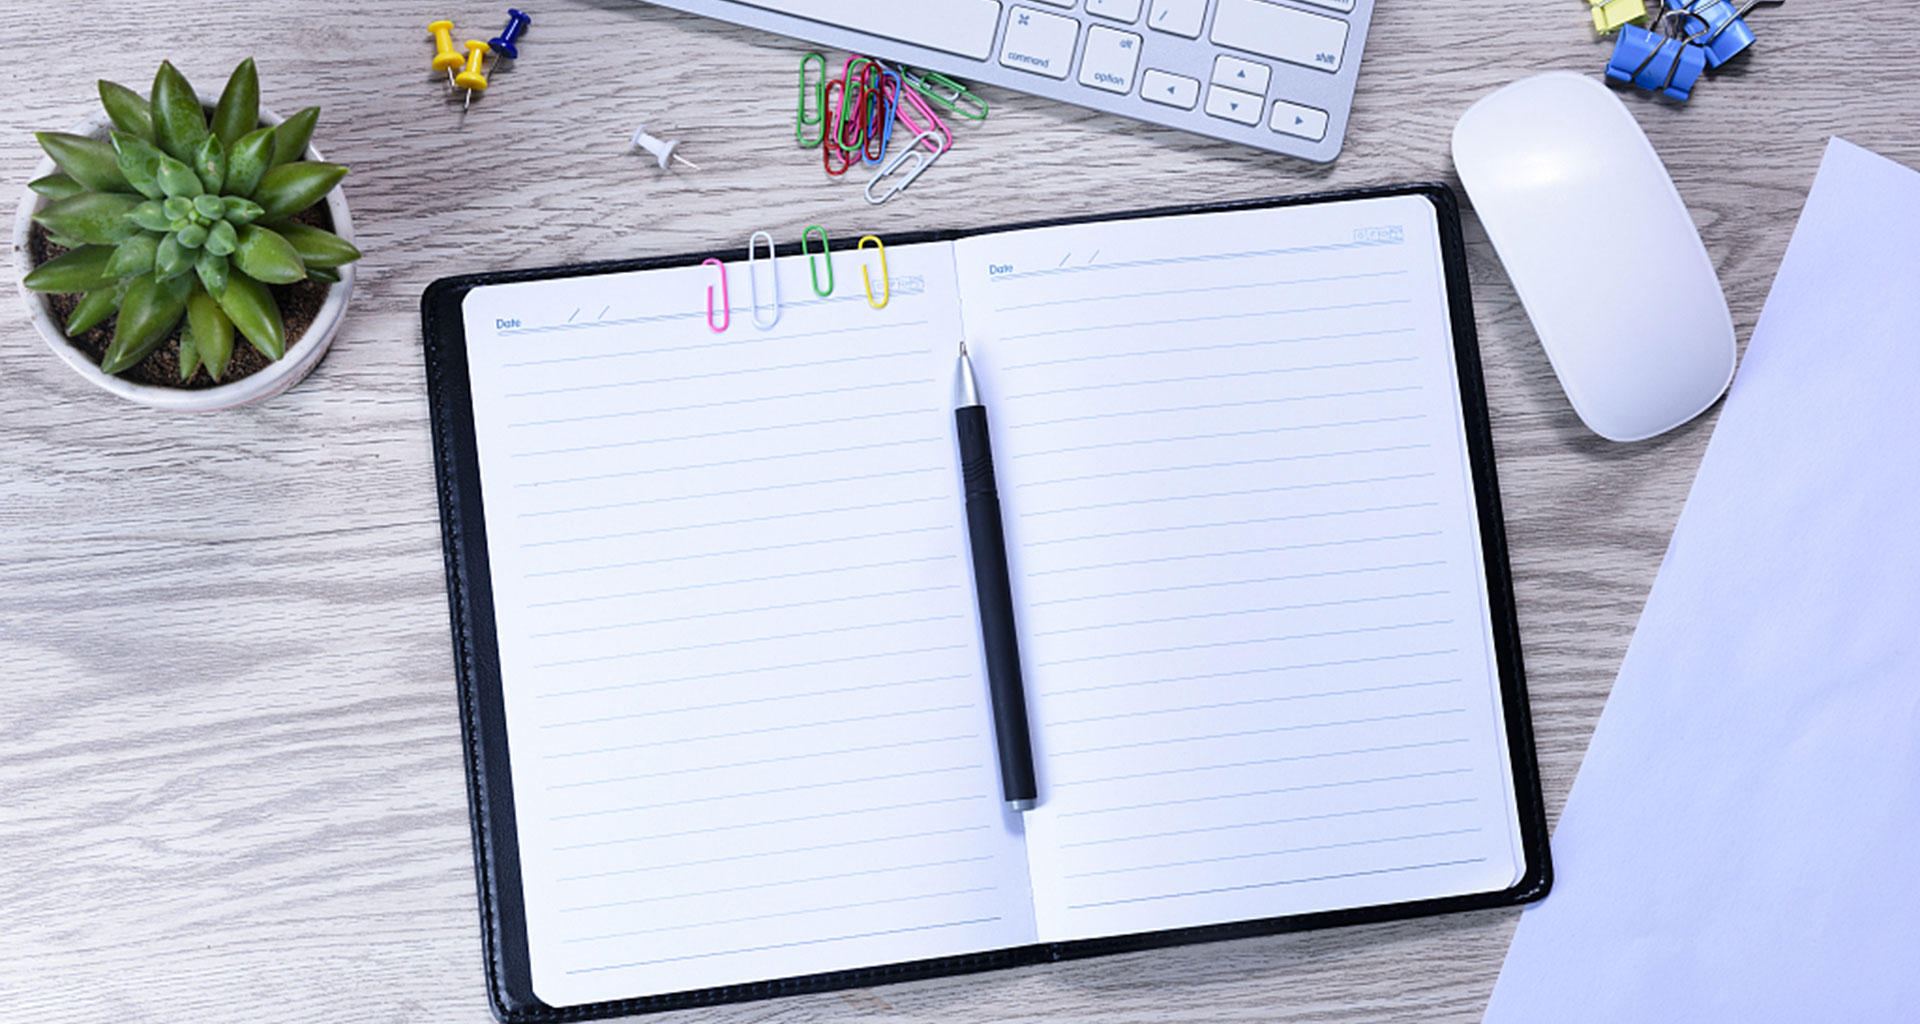 ⌘
command
alt
option
/
shift
◀
▲
▼
▶
Date / /
Date / /